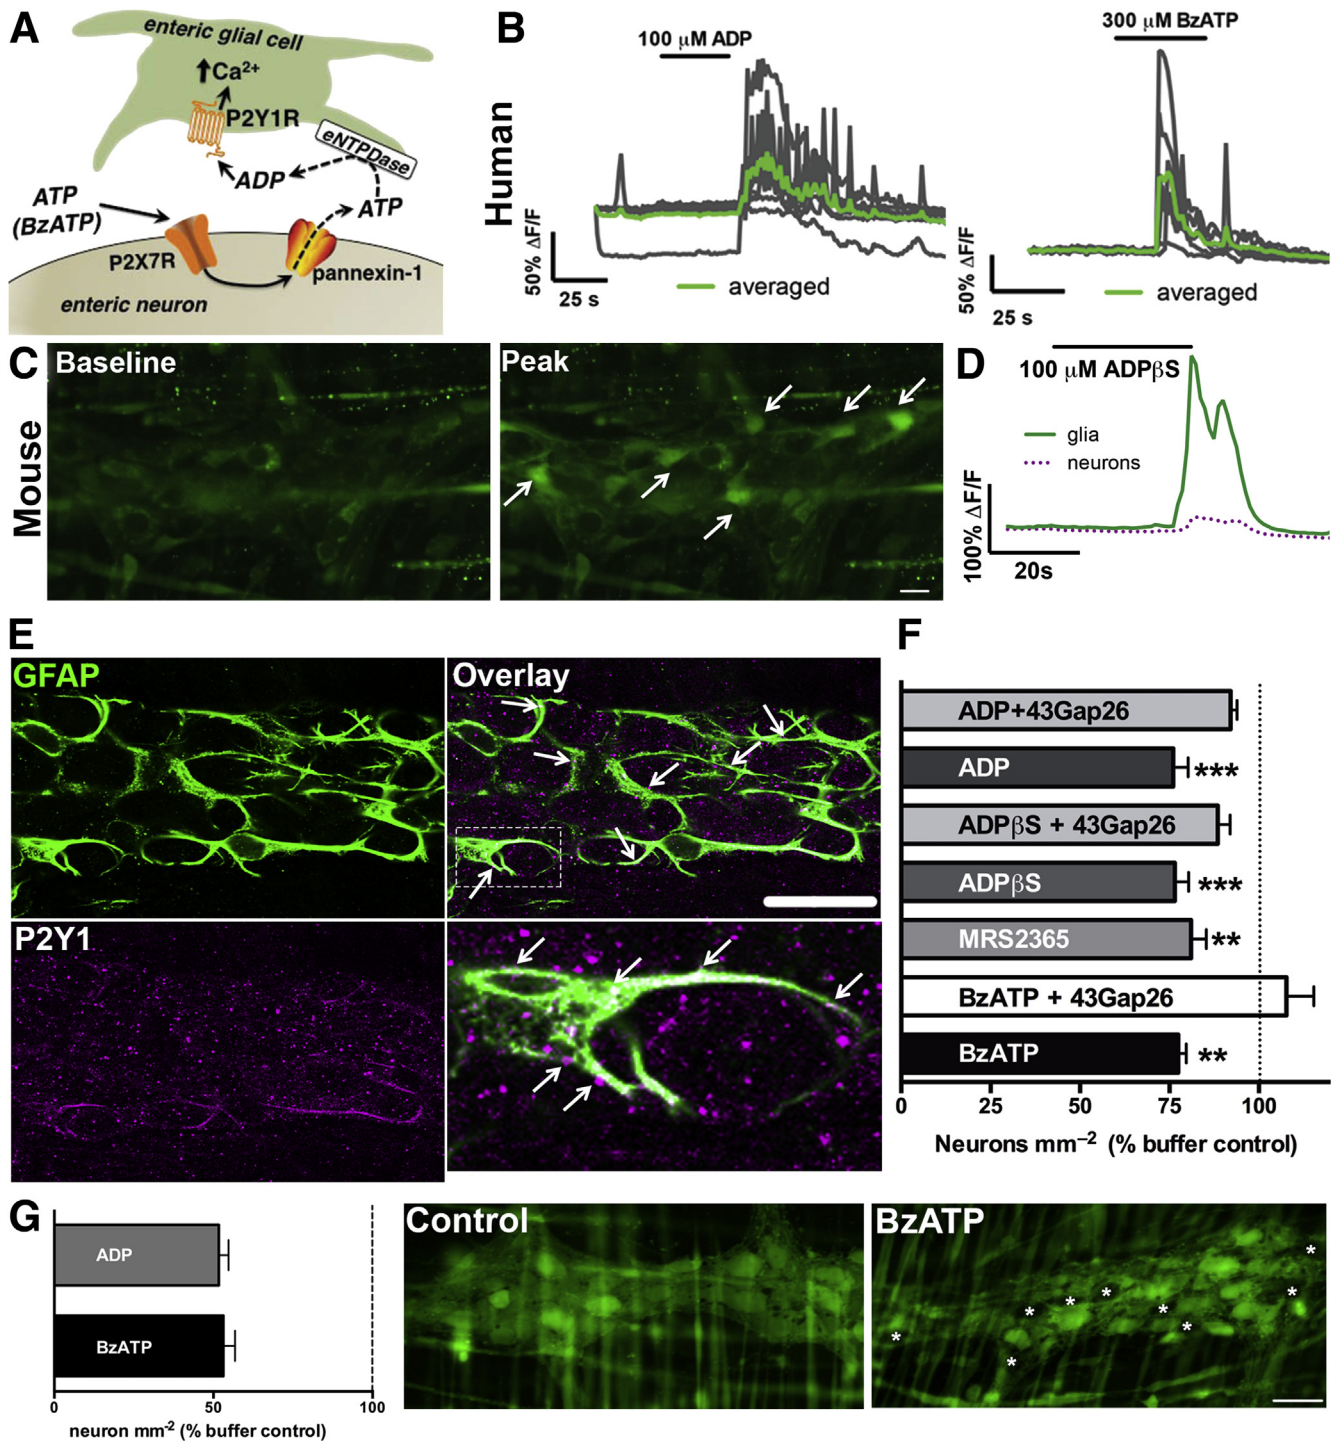 A
enteric glial cell
Ca²⁺
P2Y1R
eNTPDase
ADP
ATP
(BzATP)
ATP
P2X7R
pannexin-1
enteric neuron
B
Human
100 μM ADP
50% ΔF/F
25 s
averaged
300 μM BzATP
50% ΔF/F
25 s
averaged
C
Mouse
Baseline
Peak
D
100 μM ADPβS
glia
neurons
100% ΔF/F
20s
E
GFAP
Overlay
P2Y1
F
ADP+43Gap26
ADP
***
ADPβS + 43Gap26
ADPβS
***
MRS2365
**
BzATP + 43Gap26
BzATP
**
0 25 50 75 100
Neurons mm⁻² (% buffer control)
G
ADP
BzATP
0 50 100
neuron mm⁻² (% buffer control)
Control
BzATP
* * * * * * * * *